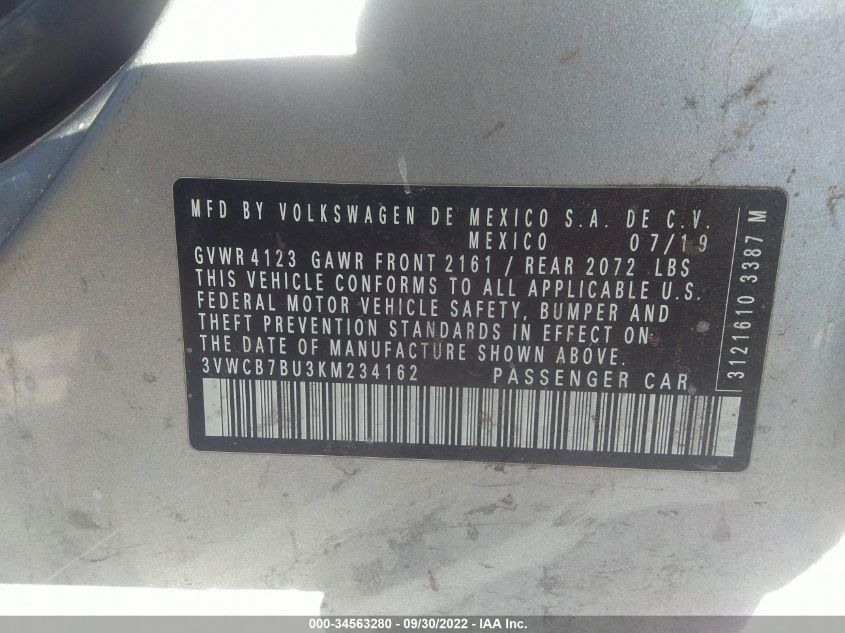 MFD BY VOLKSWAGEN DE MEXICO S.A. DE C.V.
MEXICO 07/19
GVWR 4123 GAWR FRONT 2161 / REAR 2072 LBS
THIS VEHICLE CONFORMS TO ALL APPLICABLE U.S.
FEDERAL MOTOR VEHICLE SAFETY, BUMPER AND
THEFT PREVENTION STANDARDS IN EFFECT ON
THE DATE OF MANUFACTURE SHOWN ABOVE.
3VWCB7BU3KM234162 PASSENGER CAR
3121610 3387 M
000-34563280 - 09/30/2022 - IAA Inc.